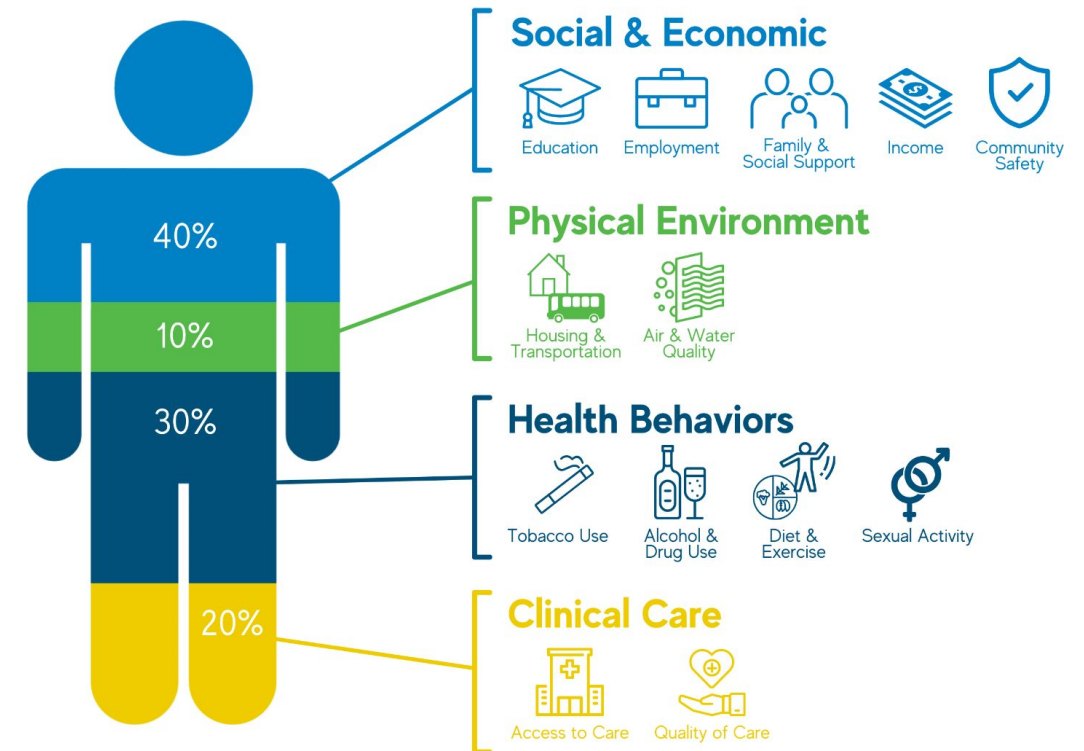 Social & Economic
Education
Employment
Family &
Social Support
Income
Community
Safety
40%
Physical Environment
Housing &
Transportation
Air & Water
Quality
10%
Health Behaviors
Tobacco Use
Alcohol &
Drug Use
Diet &
Exercise
Sexual Activity
30%
Clinical Care
Access to Care
Quality of Care
20%